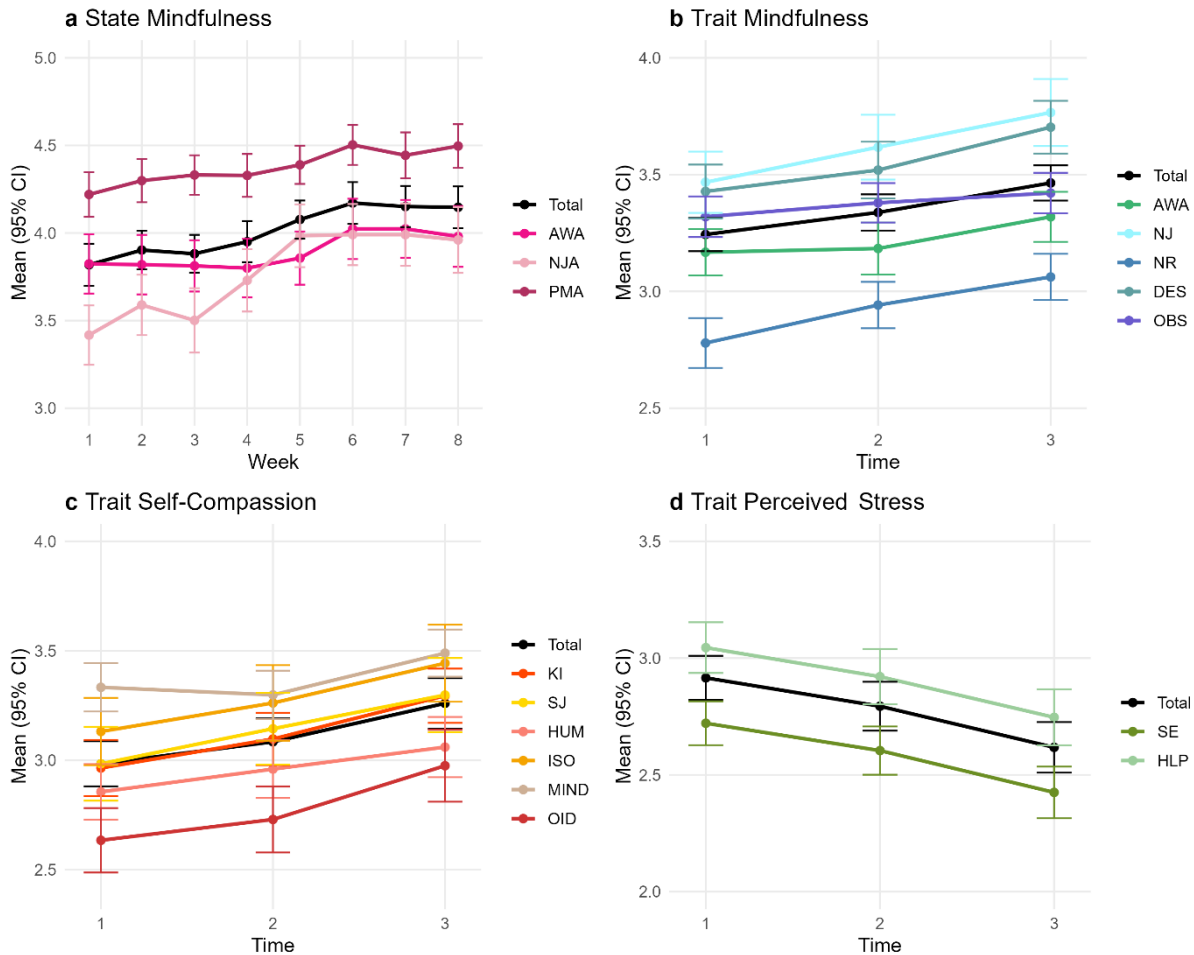 a State Mindfulness
5.0
4.5
4.0
3.5
3.0
Mean (95% CI)
1 2 3 4 5 6 7 8
Week
Total
AWA
NJA
PMA
b Trait Mindfulness
4.0
3.5
3.0
2.5
Mean (95% CI)
1 2 3
Time
Total
AWA
NJ
NR
DES
OBS
c Trait Self-Compassion
4.0
3.5
3.0
2.5
Mean (95% CI)
1 2 3
Time
Total
KI
SJ
HUM
ISO
MIND
OID
d Trait Perceived Stress
3.5
3.0
2.5
2.0
Mean (95% CI)
1 2 3
Time
Total
SE
HLP